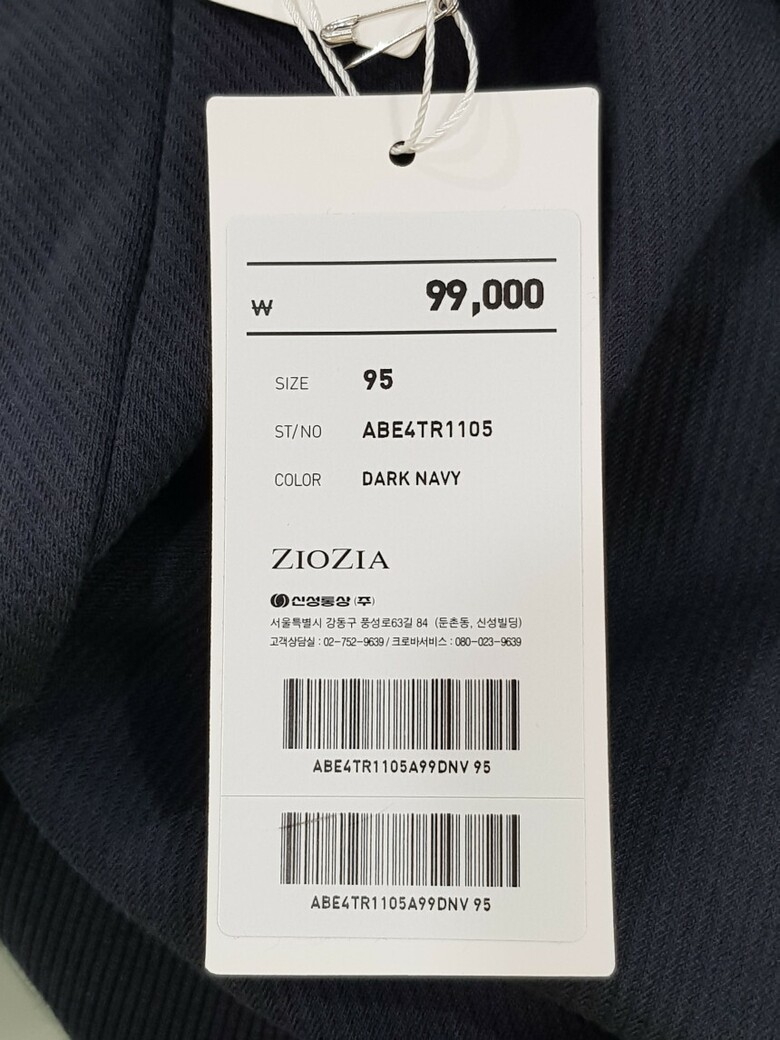 ₩ 99,000
SIZE 95
ST/NO ABE4TR1105
COLOR DARK NAVY
ZIOZIA
신성통상(주)
서울특별시 강동구 풍성로63길 84 (둔촌동, 신성빌딩)
고객상담실 : 02-752-9639 / 크로바서비스 : 080-023-9639
ABE4TR1105A99DNV 95
ABE4TR1105A99DNV 95